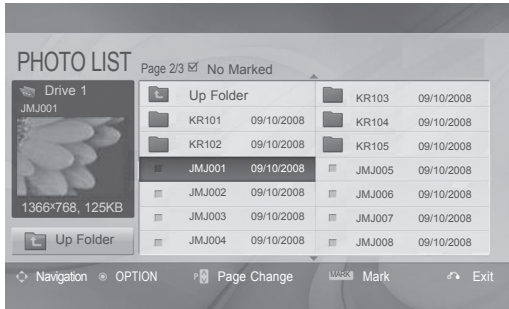 PHOTO LIST
Page 2/3 No Marked
Drive 1
JMJ001
1366x768, 125KB
Up Folder
Up Folder
KR101 09/10/2008
KR102 09/10/2008
JMJ001 09/10/2008
JMJ002 09/10/2008
JMJ003 09/10/2008
JMJ004 09/10/2008
KR103 09/10/2008
KR104 09/10/2008
KR105 09/10/2008
JMJ005 09/10/2008
JMJ006 09/10/2008
JMJ007 09/10/2008
JMJ008 09/10/2008
Navigation OPTION P Page Change MARK Mark Exit